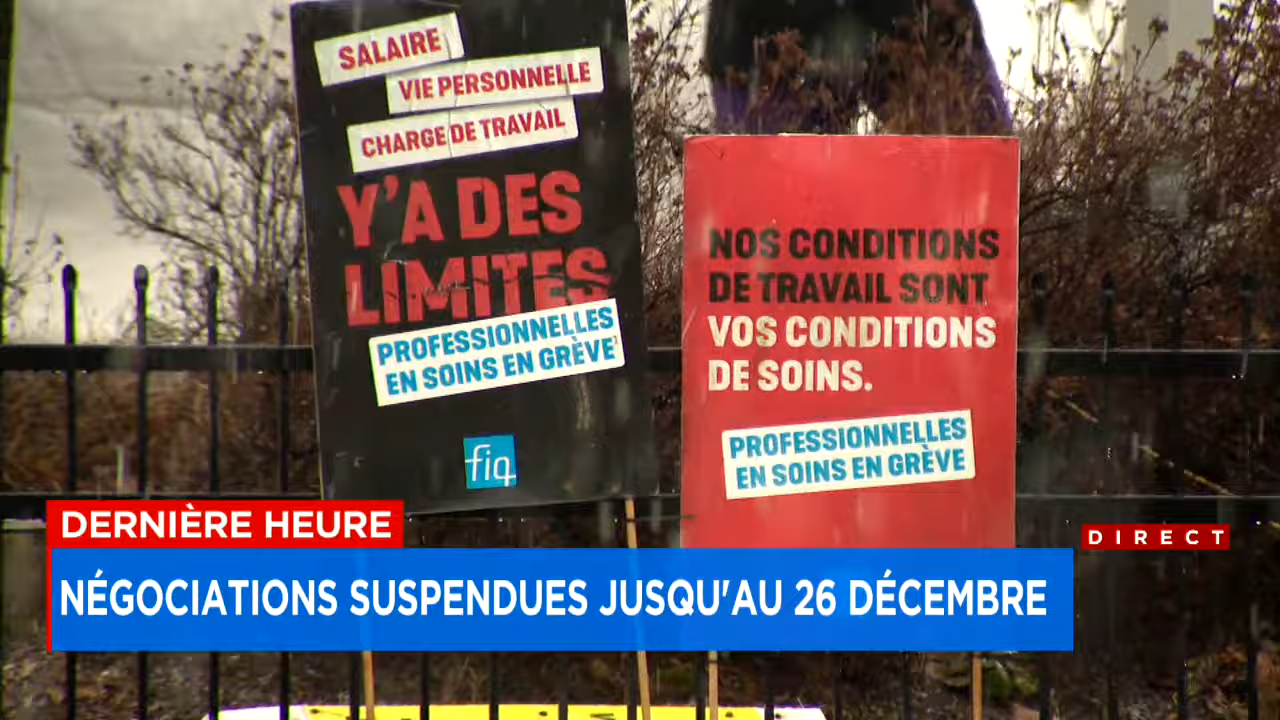 SALAIRE
VIE PERSONNELLE
CHARGE DE TRAVAIL
Y'A DES
LIMITES
PROFESSIONNELLES
EN SOINS EN GRÈVE
fiq
NOS CONDITIONS
DE TRAVAIL SONT
VOS CONDITIONS
DE SOINS.
PROFESSIONNELLES
EN SOINS EN GRÈVE
DERNIÈRE HEURE
DIRECT
NÉGOCIATIONS SUSPENDUES JUSQU'AU 26 DÉCEMBRE